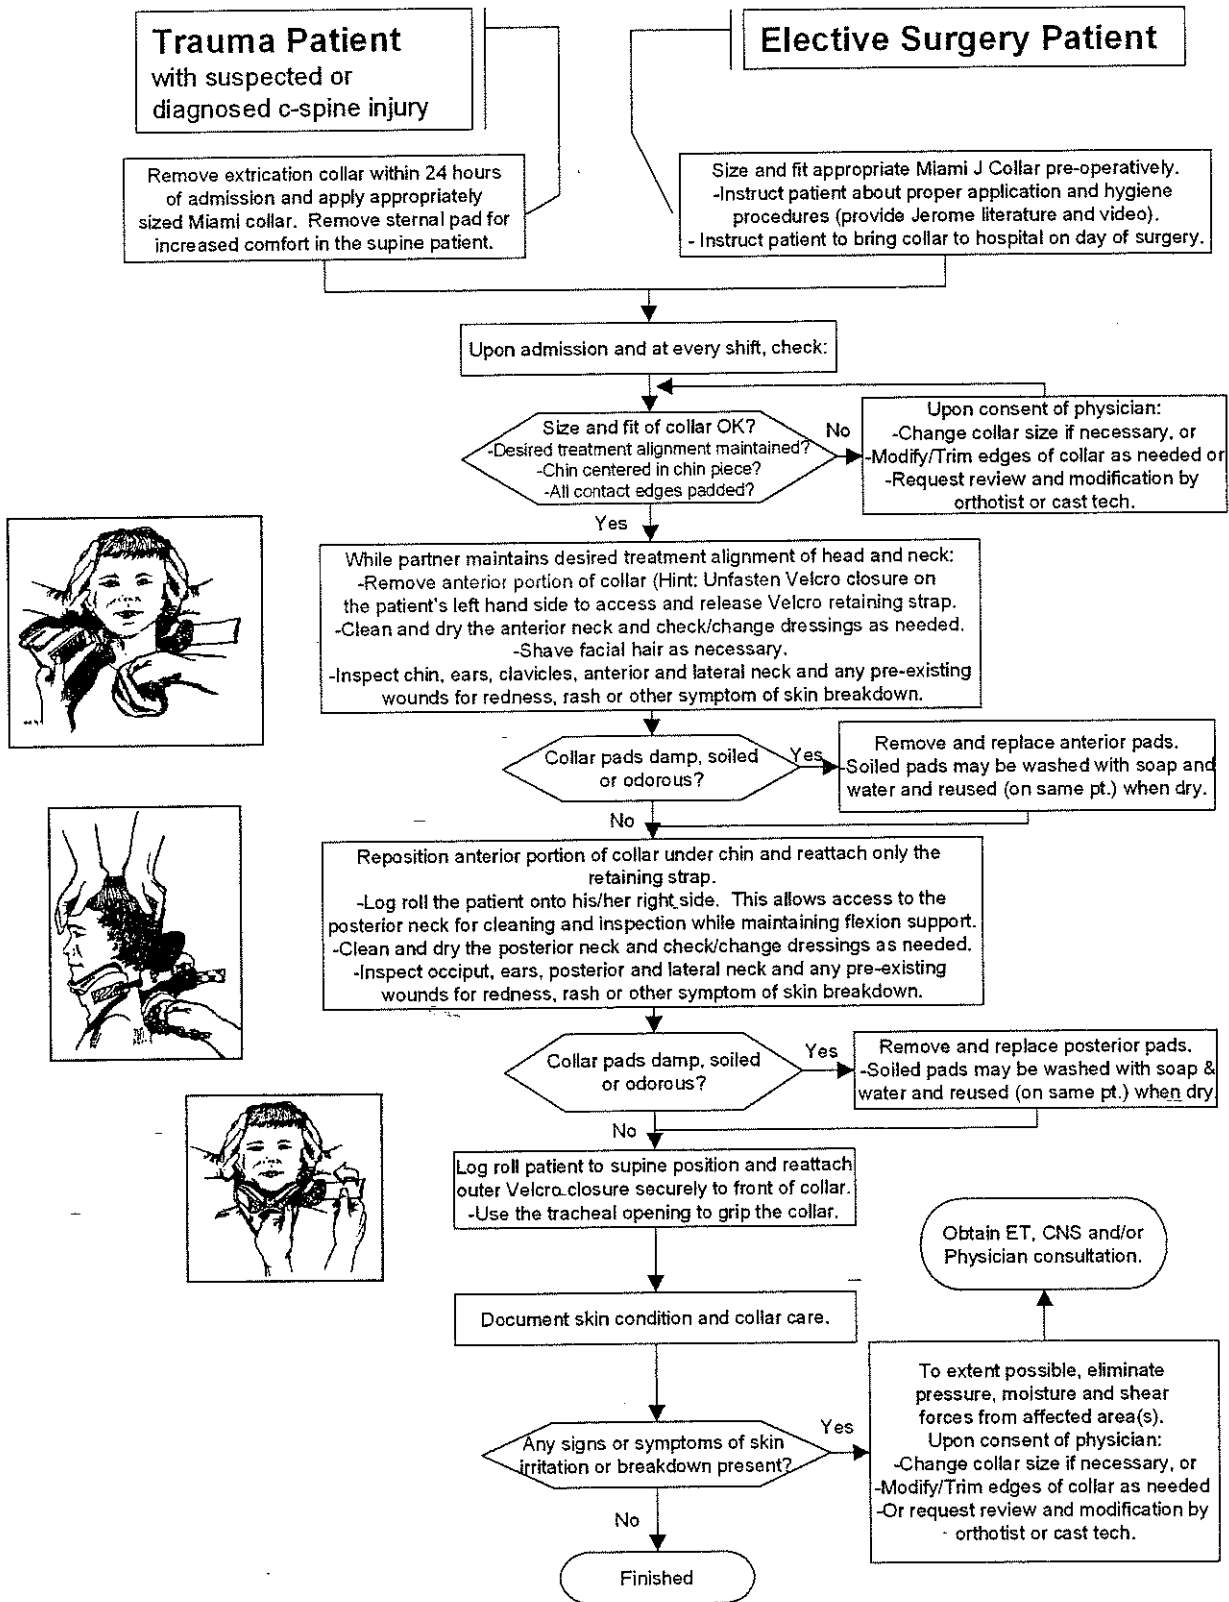 Trauma Patient
with suspected or
diagnosed c-spine injury
Elective Surgery Patient
Remove extrication collar within 24 hours
of admission and apply appropriately
sized Miami collar. Remove sternal pad for
increased comfort in the supine patient.
Size and fit appropriate Miami J Collar pre-operatively.
-Instruct patient about proper application and hygiene
procedures (provide Jerome literature and video).
- Instruct patient to bring collar to hospital on day of surgery.
Upon admission and at every shift, check:
Size and fit of collar OK?
-Desired treatment alignment maintained?
-Chin centered in chin piece?
-All contact edges padded?
No
Upon consent of physician:
-Change collar size if necessary, or
-Modify/Trim edges of collar as needed or
-Request review and modification by
orthotist or cast tech.
Yes
While partner maintains desired treatment alignment of head and neck:
-Remove anterior portion of collar (Hint: Unfasten Velcro closure on
the patient's left hand side to access and release Velcro retaining strap.
-Clean and dry the anterior neck and check/change dressings as needed.
-Shave facial hair as necessary.
-Inspect chin, ears, clavicles, anterior and lateral neck and any pre-existing
wounds for redness, rash or other symptom of skin breakdown.
Collar pads damp, soiled
or odorous?
Yes
Remove and replace anterior pads.
-Soiled pads may be washed with soap and
water and reused (on same pt.) when dry.
No
Reposition anterior portion of collar under chin and reattach only the
retaining strap.
-Log roll the patient onto his/her right side. This allows access to the
posterior neck for cleaning and inspection while maintaining flexion support.
-Clean and dry the posterior neck and check/change dressings as needed.
-Inspect occiput, ears, posterior and lateral neck and any pre-existing
wounds for redness, rash or other symptom of skin breakdown.
Collar pads damp, soiled
or odorous?
Yes
Remove and replace posterior pads.
-Soiled pads may be washed with soap &
water and reused (on same pt.) when dry.
No
Log roll patient to supine position and reattach
outer Velcro closure securely to front of collar.
- Use the tracheal opening to grip the collar.
Obtain ET, CNS and/or
Physician consultation.
Document skin condition and collar care.
To extent possible, eliminate
pressure, moisture and shear
forces from affected area(s).
Upon consent of physician:
-Change collar size if necessary, or
-Modify/Trim edges of collar as needed
-Or request review and modification by
orthotist or cast tech.
Any signs or symptoms of skin
irritation or breakdown present?
Yes
No
Finished